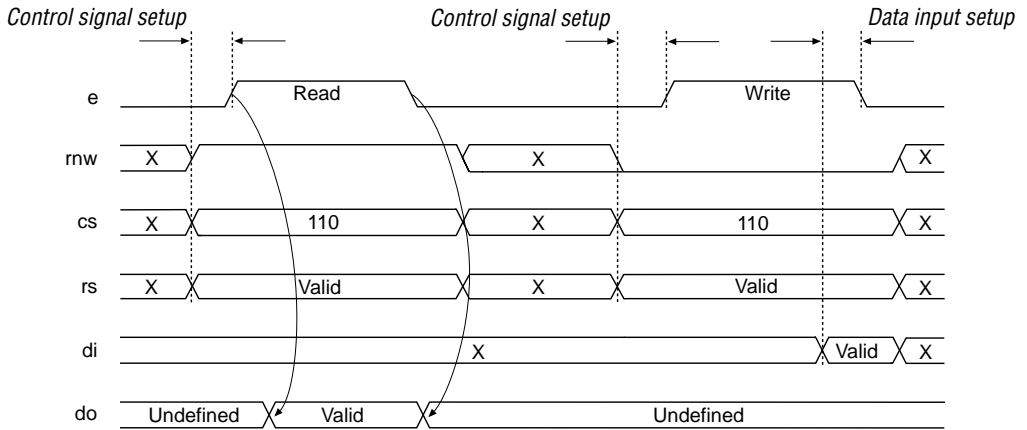 Control signal setup Control signal setup Data input setup
e Read Write
rnw X X X
cs X 110 X 110 X
rs X Valid X Valid X
di X Valid X
do Undefined Valid Undefined